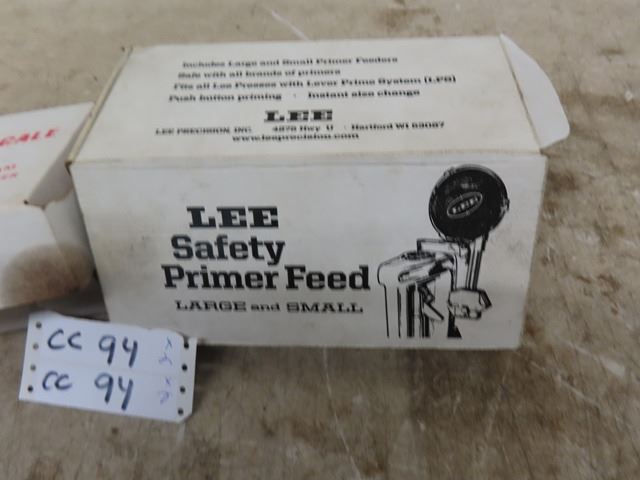 Includes Large and Small Primer Feeders
Safe with all brands of primers
Fits all Lee Presses with Lever Prime System (LPS)
Push button priming · Instant size change
LEE
LEE PRECISION, INC. 4275 Hwy U · Hartford WI 53027
www.leeprecision.com
LEE
Safety
Primer Feed
LARGE and SMALL
LEE
CC 94
CC 94